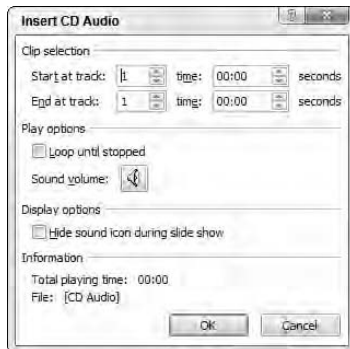 Insert CD Audio
Clip selection
Start at track: 1 time: 00:00 seconds
End at track: 1 time: 00:00 seconds
Play options
Loop until stopped
Sound volume:
Display options
Hide sound icon during slide show
Information
Total playing time: 00:00
File: [CD Audio]
OK Cancel